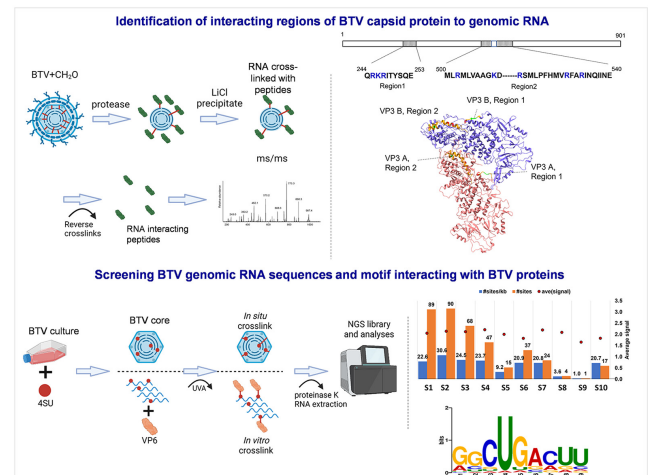 Identification of interacting regions of BTV capsid protein to genomic RNA
BTV+CH2O
protease
LiCl
precipitate
RNA cross-
linked with
peptides
ms/ms
Reverse
crosslinks
RNA interacting
peptides
1
901
244
253
500
540
QRKRITYSQE
MLRMLVAAGKD------RSMLPFHMVRFARINQIINE
Region1
Region2
VP3 B, Region 1
VP3 B, Region 2
VP3 A,
Region 2
VP3 A,
Region 1
Screening BTV genomic RNA sequences and motif interacting with BTV proteins
BTV culture
+
4SU
+
VP6
UVA
In situ
crosslink
In vitro
crosslink
proteinase K
RNA extraction
NGS library
and analyses
#sites/kb
#sites
ave(signal)
89
90
68
47
15
37
24
4
1
17
22.6
30.6
24.5
23.7
9.2
20.9
20.8
3.6
1.0
20.7
S1 S2 S3 S4 S5 S6 S7 S8 S9 S10
3.5
3.0
2.5
2.0
1.5
1.0
0.5
0.0
Average signal
2
1
0
bits
GGCUGACUU